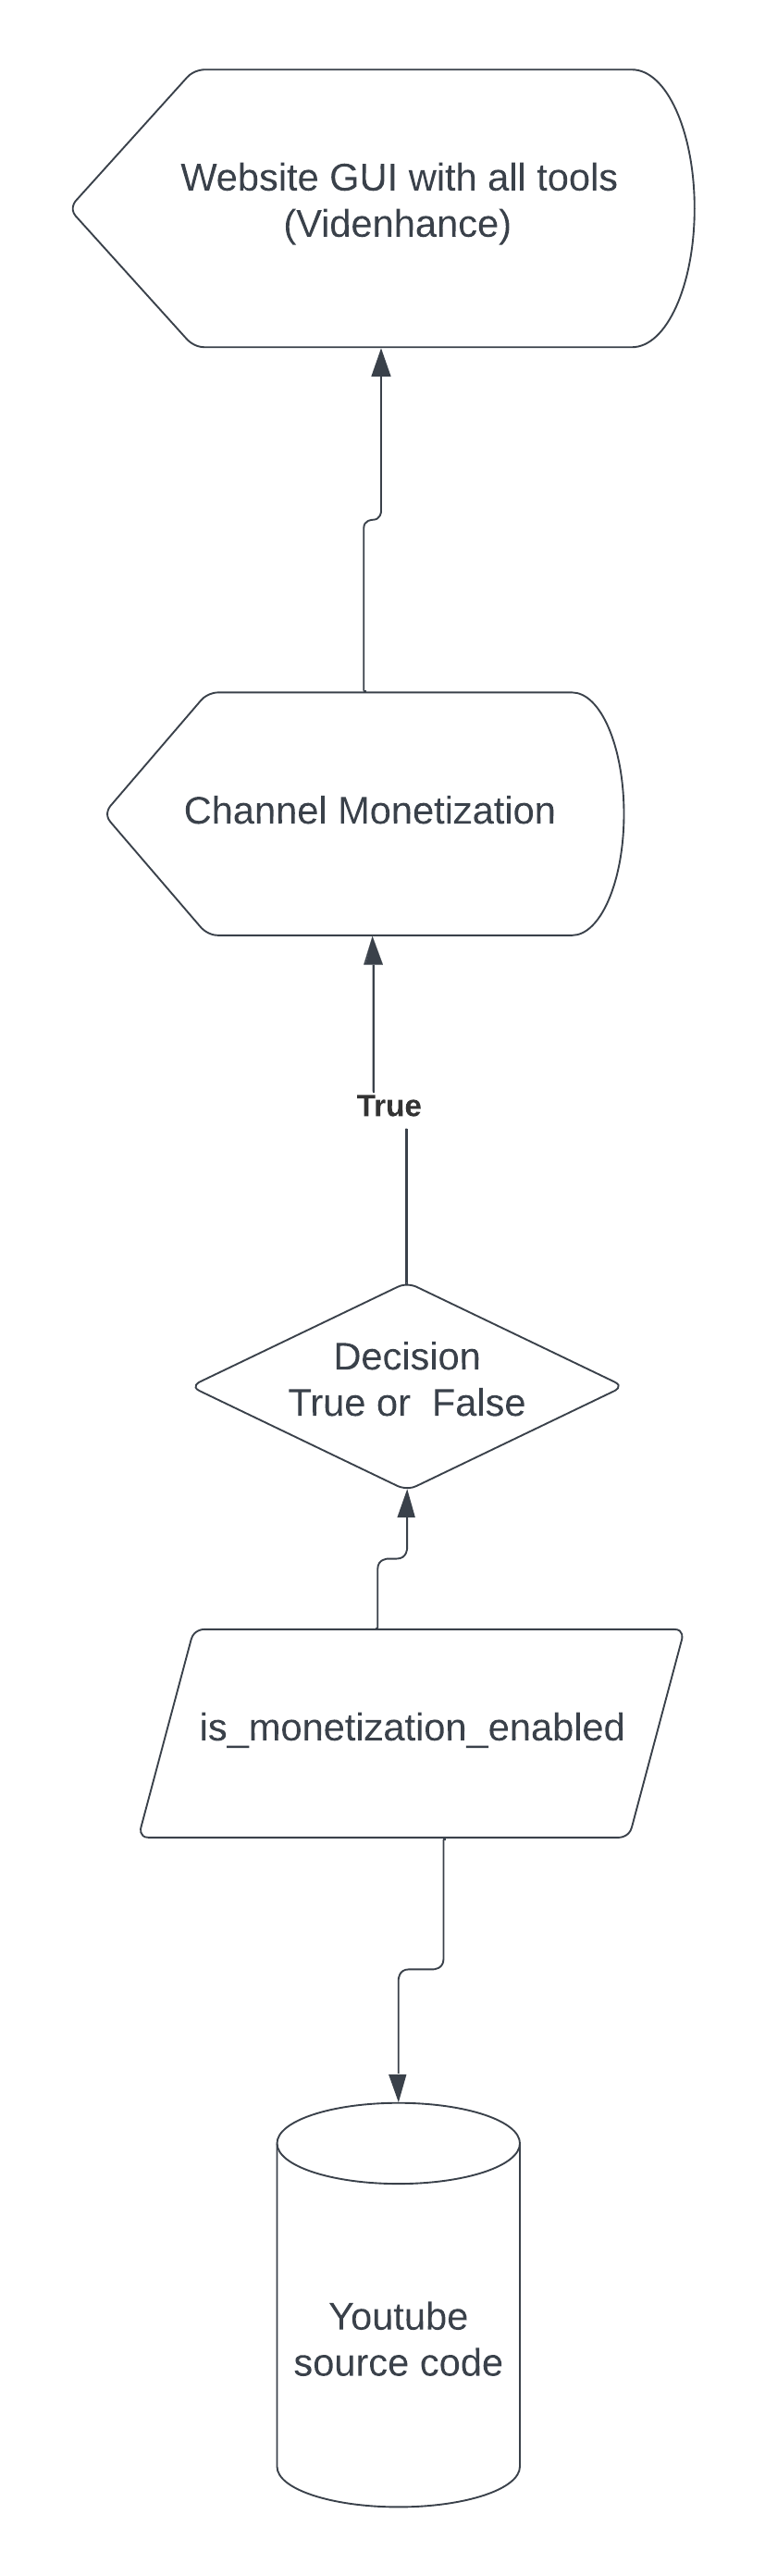 Website GUI with all tools
(Videnhance)
Channel Monetization
True
Decision
True or  False
is_monetization_enabled
Youtube
source code